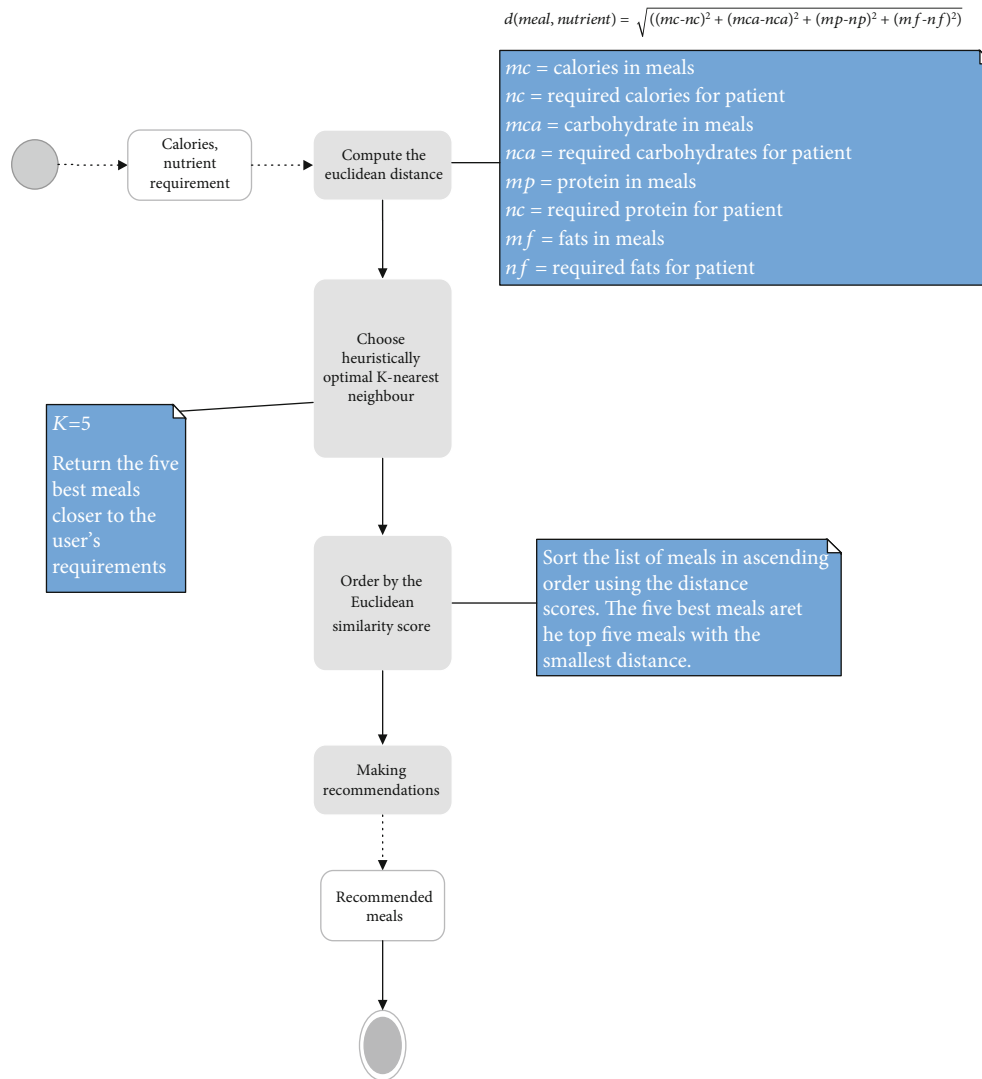 d(meal, nutrient) = √((mc-nc)² + (mca-nca)² + (mp-np)² + (mf-nf)²)
mc = calories in meals
nc = required calories for patient
mca = carbohydrate in meals
nca = required carbohydrates for patient
mp = protein in meals
nc = required protein for patient
mf = fats in meals
nf = required fats for patient
Calories,
nutrient
requirement
Compute the
euclidean distance
Choose
heuristically
optimal K-nearest
neighbour
K=5
Return the five
best meals
closer to the
user's
requirements
Order by the
Euclidean
similarity score
Sort the list of meals in ascending
order using the distance
scores. The five best meals aret
he top five meals with the
smallest distance.
Making
recommendations
Recommended
meals